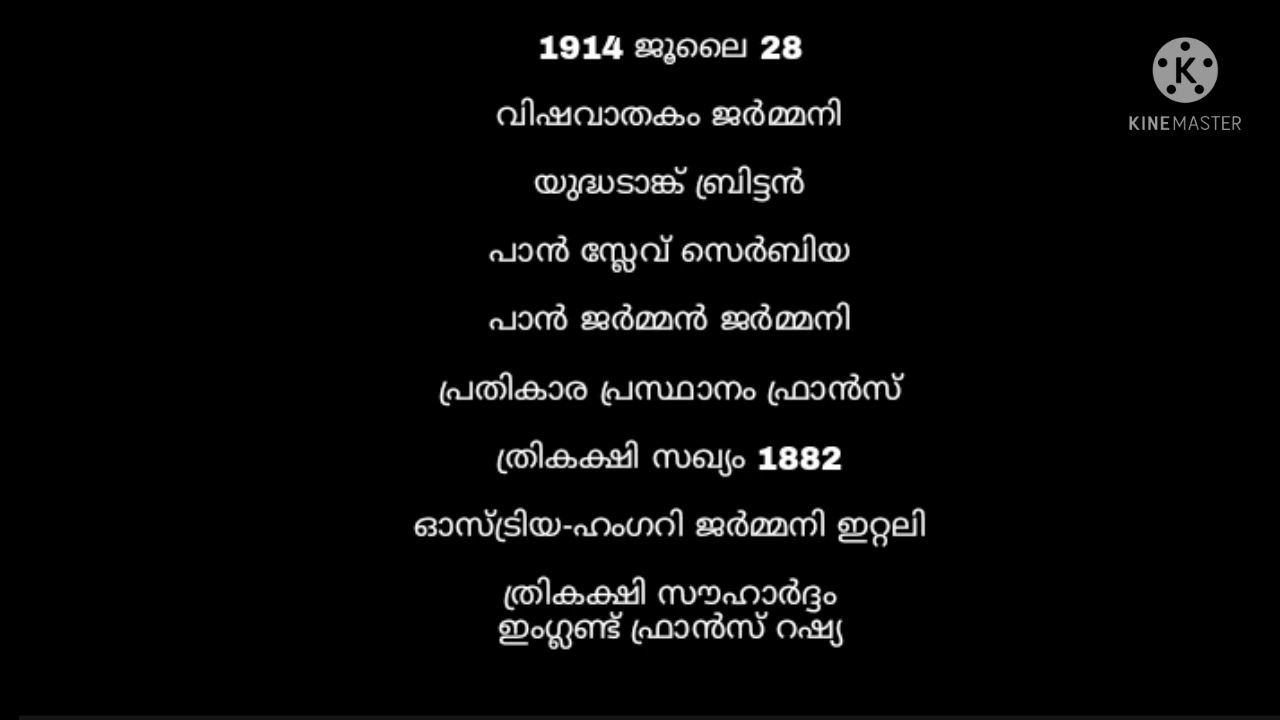 1914 ജൂലൈ 28
വിഷവാതകം ജർമ്മനി
യുദ്ധടാങ്ക് ബ്രിട്ടൻ
പാൻ സ്ലേവ് സെർബിയ
പാൻ ജർമ്മൻ ജർമ്മനി
പ്രതികാര പ്രസ്ഥാനം ഫ്രാൻസ്
ത്രികക്ഷി സഖ്യം 1882
ഓസ്ട്രിയ-ഹംഗറി ജർമ്മനി ഇറ്റലി
ത്രികക്ഷി സൗഹാർദ്ദം
ഇംഗ്ലണ്ട് ഫ്രാൻസ് റഷ്യ
K
KINEMASTER